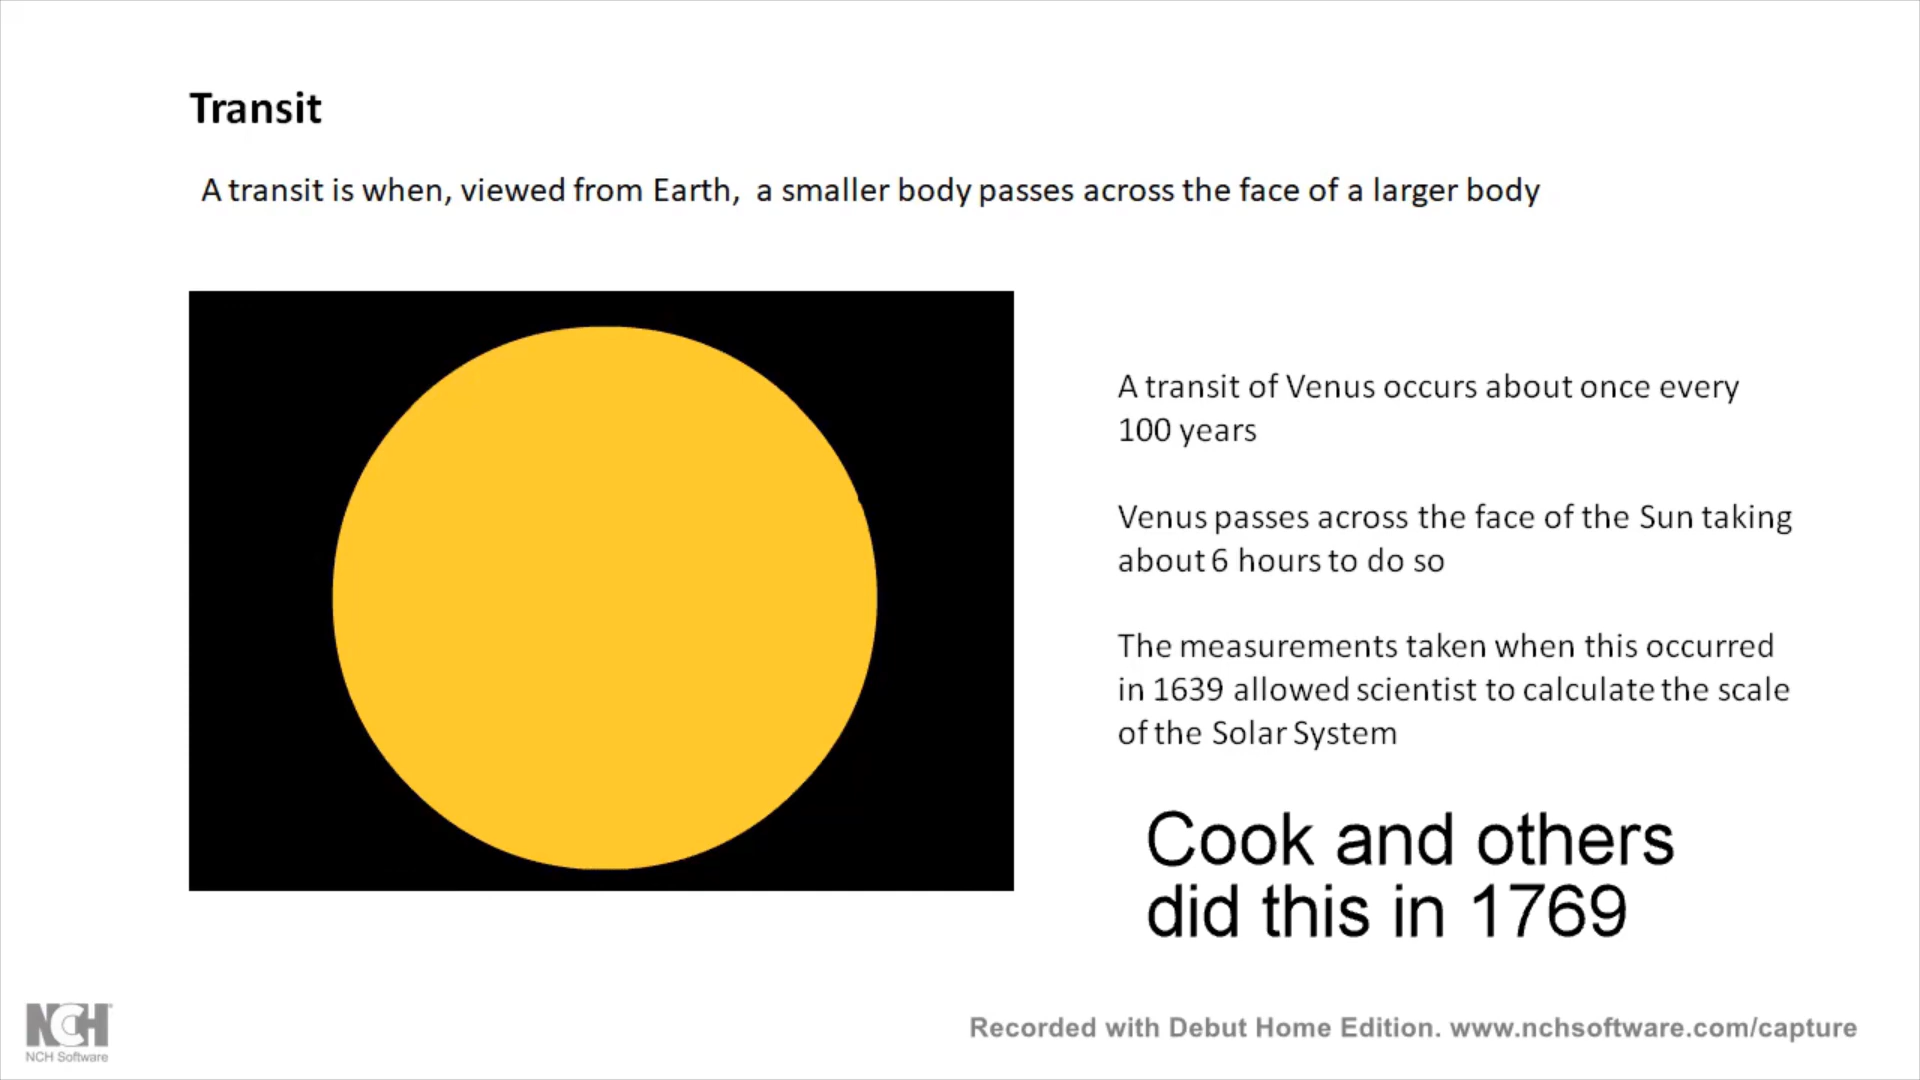 Transit
A transit is when, viewed from Earth, a smaller body passes across the face of a larger body
A transit of Venus occurs about once every
100 years
Venus passes across the face of the Sun taking
about 6 hours to do so
The measurements taken when this occurred
in 1639 allowed scientist to calculate the scale
of the Solar System
Cook and others
did this in 1769
NCH
NCH Software
Recorded with Debut Home Edition. www.nchsoftware.com/capture